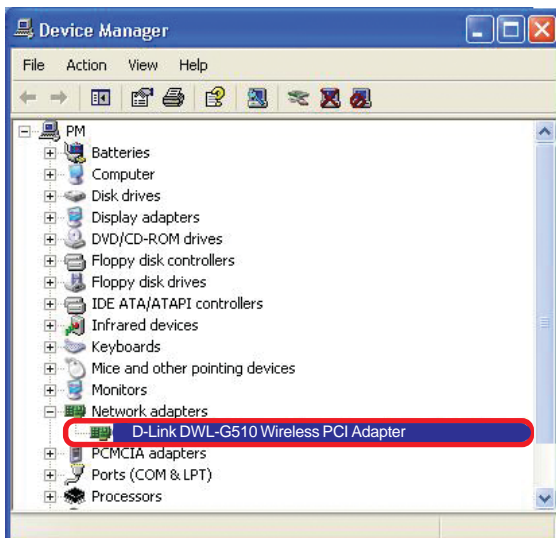 Device Manager
File Action View Help
PM
Batteries
Computer
Disk drives
Display adapters
DVD/CD-ROM drives
Floppy disk controllers
Floppy disk drives
IDE ATA/ATAPI controllers
Infrared devices
Keyboards
Mice and other pointing devices
Monitors
Network adapters
D-Link DWL-G510 Wireless PCI Adapter
PCMCIA adapters
Ports (COM & LPT)
Processors